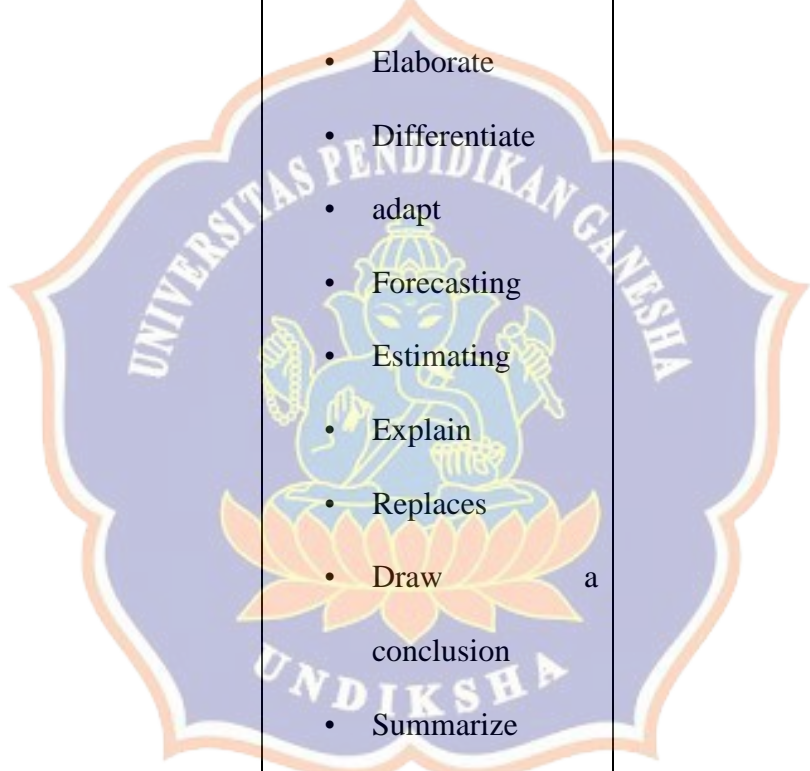 • Elaborate
• Differentiate
UNIVERSITAS PENDIDIKAN GANESHA
• adapt
• Forecasting
• Estimating
• Explain
• Replaces
• Draw a
conclusion
UNDIKSHA
• Summarize